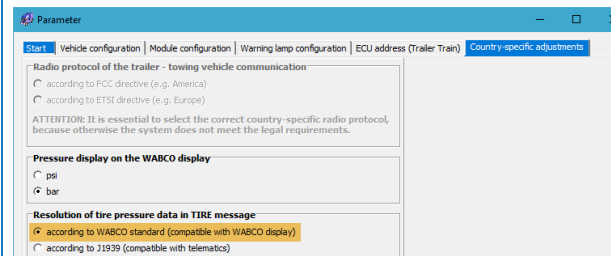 Parameter
Start Vehicle configuration Module configuration Warning lamp configuration ECU address (Trailer Train) Country-specific adjustments
Radio protocol of the trailer - towing vehicle communication
according to FCC directive (e.g. America)
according to ETSI directive (e.g. Europe)
ATTENTION: It is essential to select the correct country-specific radio protocol,
because otherwise the system does not meet the legal requirements.
Pressure display on the WABCO display
psi
bar
Resolution of tire pressure data in TIRE message
according to WABCO standard (compatible with WABCO display)
according to J1939 (compatible with telematics)